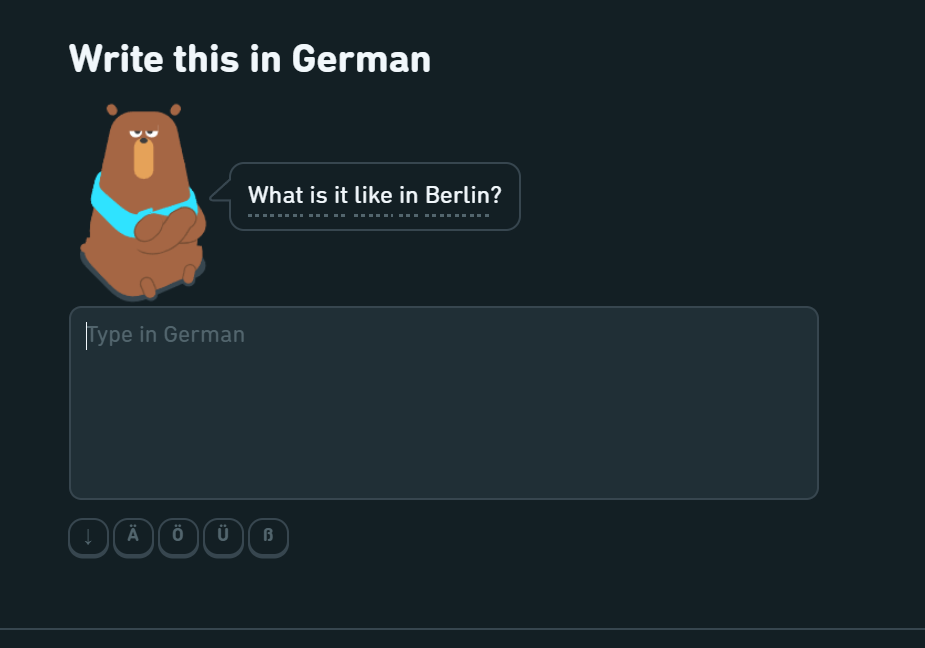 Write this in German
What is it like in Berlin?
Type in German
↓ Ä Ö Ü ß